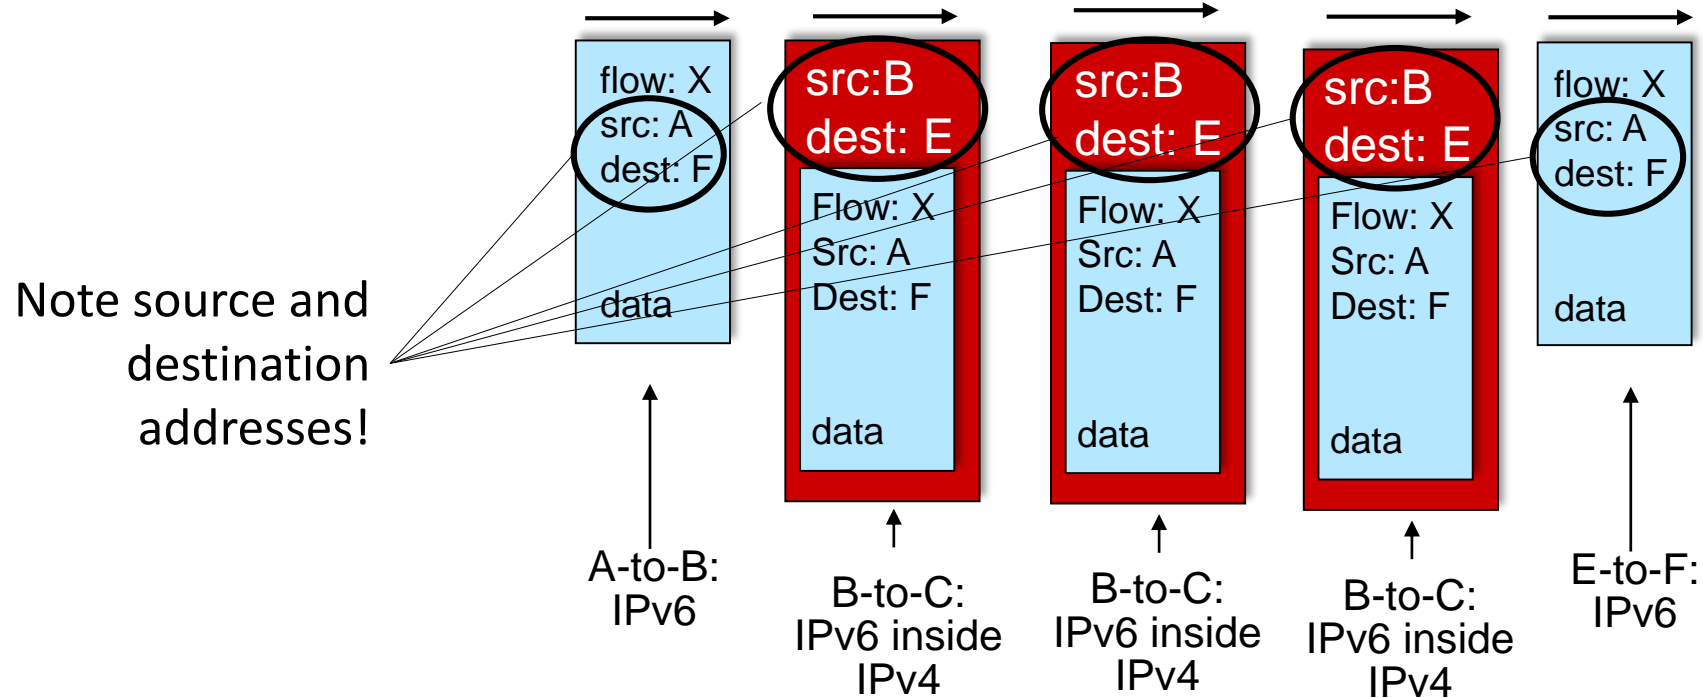 Note source and
destination
addresses!
flow: X
src: A
dest: F
data
A-to-B:
IPv6
src:B
dest: E
Flow: X
Src: A
Dest: F
data
B-to-C:
IPv6 inside
IPv4
src:B
dest: E
Flow: X
Src: A
Dest: F
data
B-to-C:
IPv6 inside
IPv4
src:B
dest: E
Flow: X
Src: A
Dest: F
data
B-to-C:
IPv6 inside
IPv4
flow: X
src: A
dest: F
data
E-to-F:
IPv6